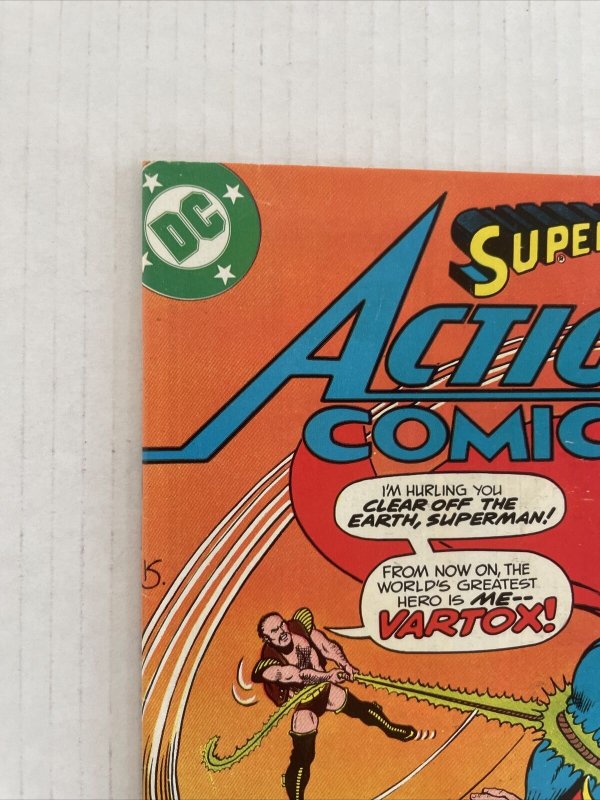 DC
SUPE
®
ACTIO
COMIC
I'M HURLING YOU
CLEAR OFF THE
EARTH, SUPERMAN!
FROM NOW ON, THE
WORLD'S GREATEST
HERO IS ME--
VARTOX!